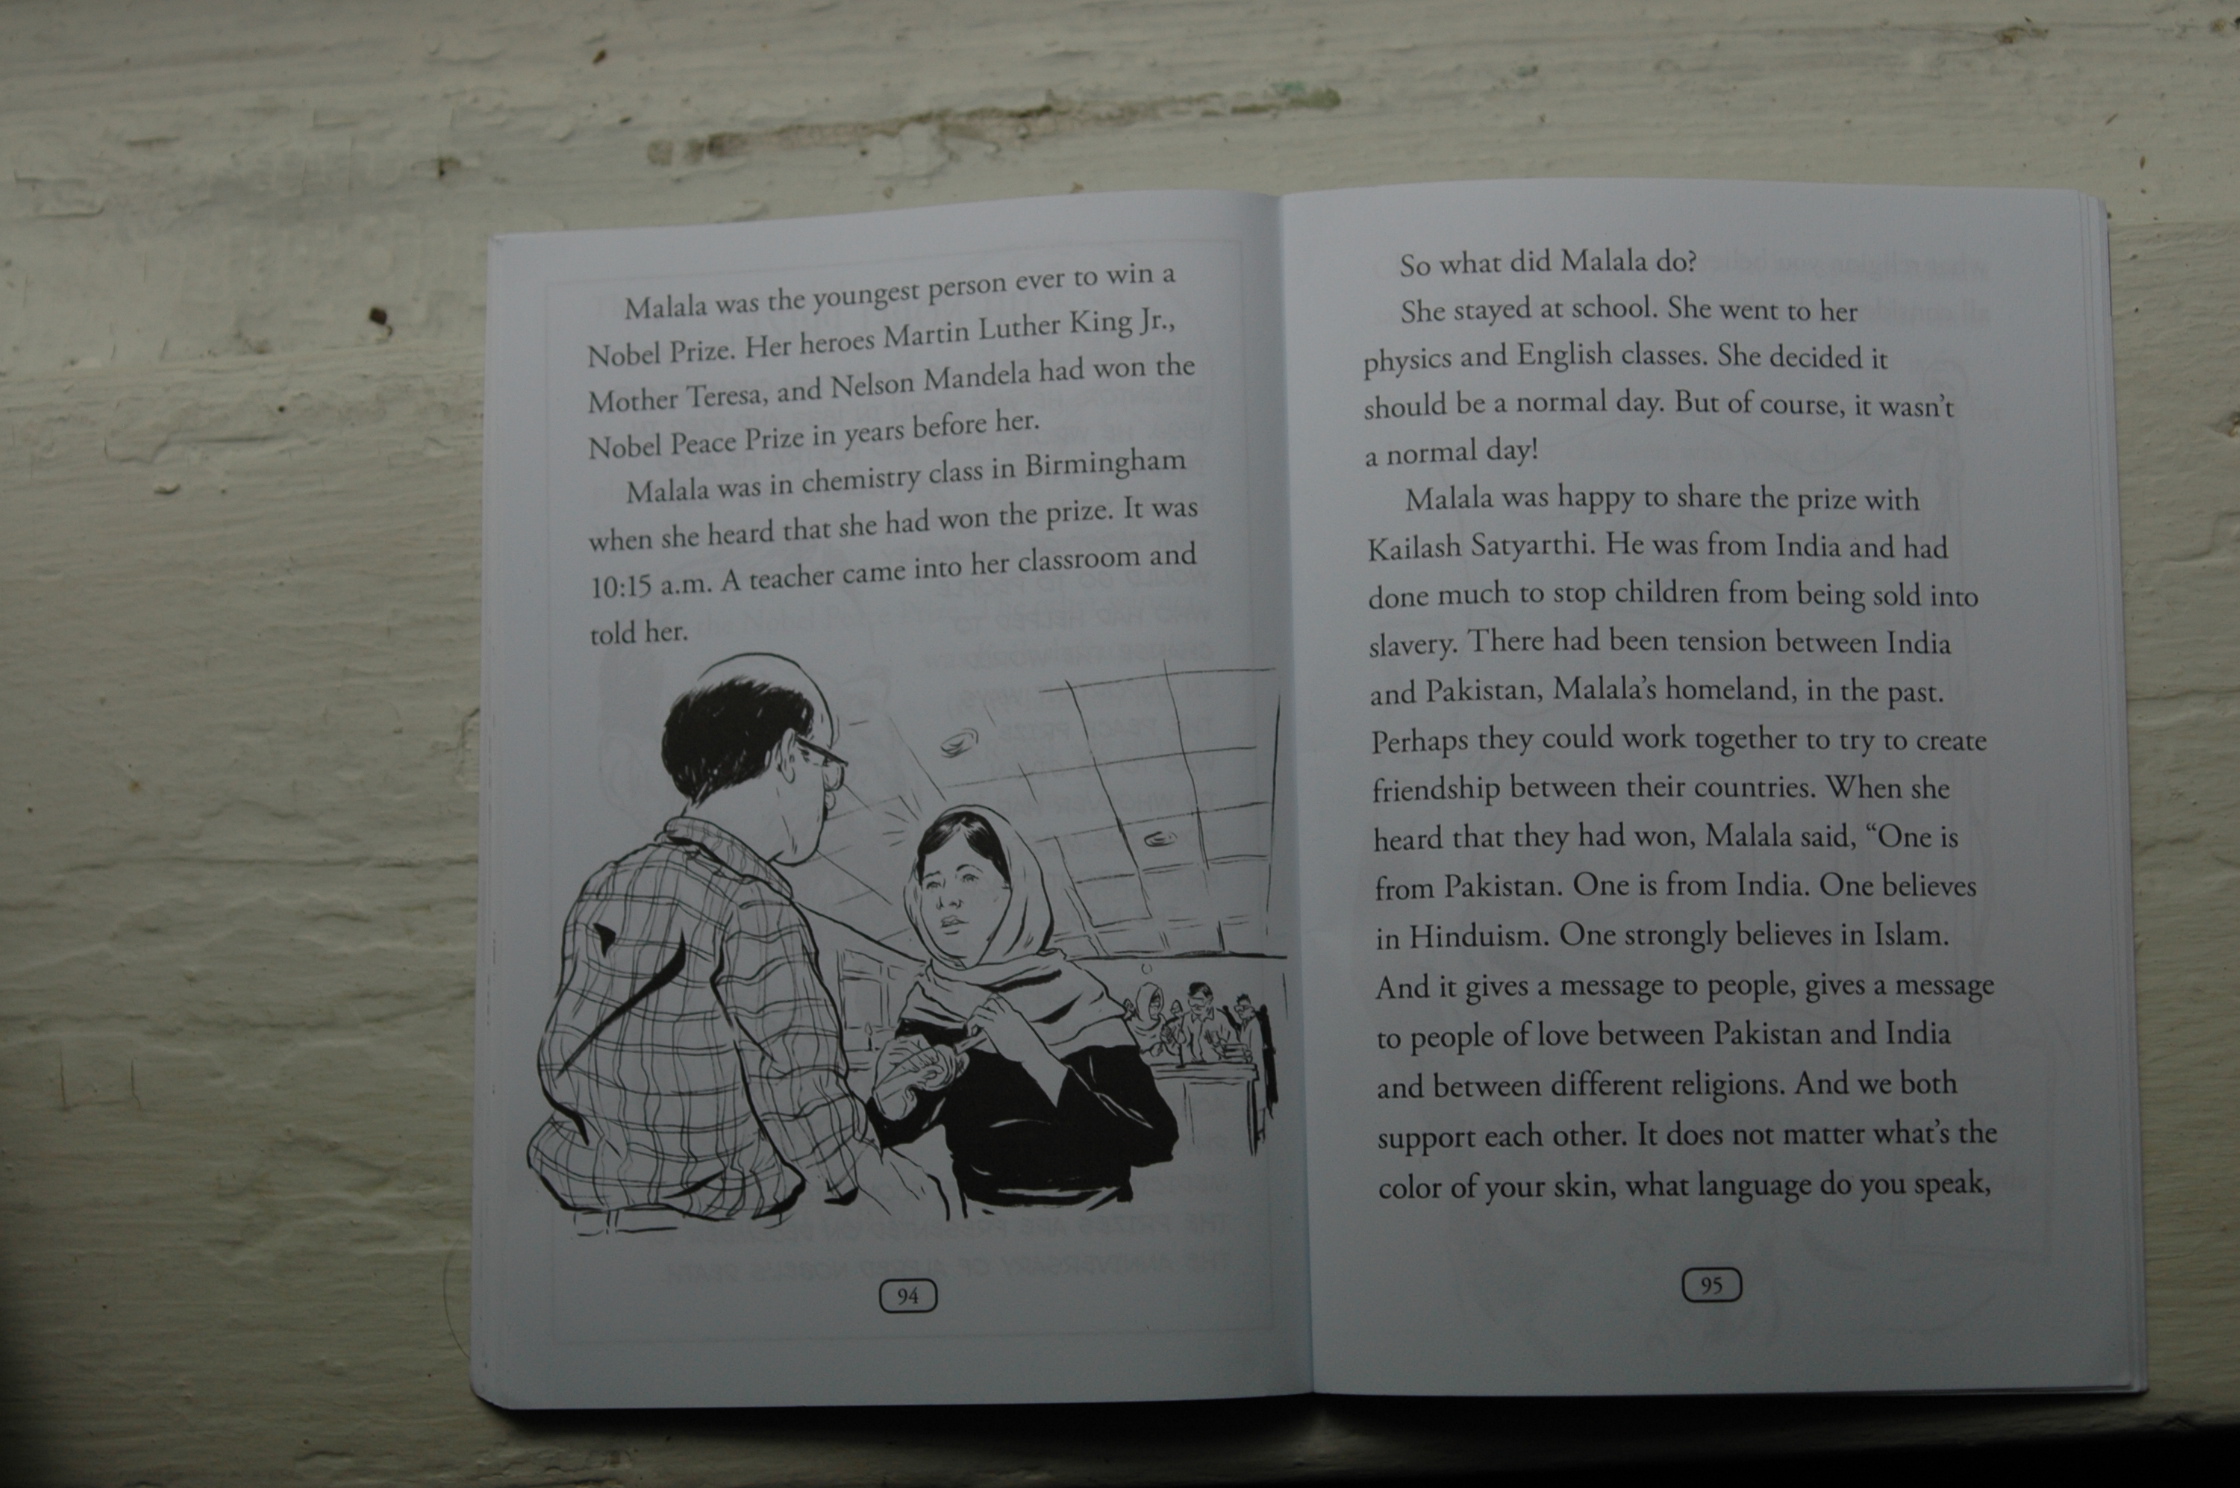 Malala was the youngest person ever to win a
Nobel Prize. Her heroes Martin Luther King Jr.,
Mother Teresa, and Nelson Mandela had won the
Nobel Peace Prize in years before her.
Malala was in chemistry class in Birmingham
when she heard that she had won the prize. It was
10:15 a.m. A teacher came into her classroom and
told her.
94
So what did Malala do?
She stayed at school. She went to her
physics and English classes. She decided it
should be a normal day. But of course, it wasn’t
a normal day!
Malala was happy to share the prize with
Kailash Satyarthi. He was from India and had
done much to stop children from being sold into
slavery. There had been tension between India
and Pakistan, Malala’s homeland, in the past.
Perhaps they could work together to try to create
friendship between their countries. When she
heard that they had won, Malala said, “One is
from Pakistan. One is from India. One believes
in Hinduism. One strongly believes in Islam.
And it gives a message to people, gives a message
to people of love between Pakistan and India
and between different religions. And we both
support each other. It does not matter what’s the
color of your skin, what language do you speak,
95